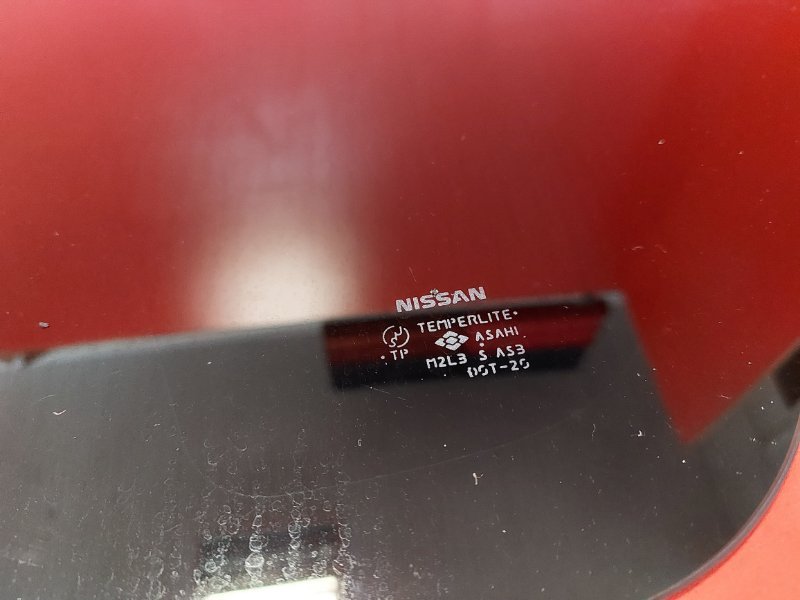 NISSAN
TEMPERLITE
ASAHI
TP
M2L3 S AS3
DOT-20